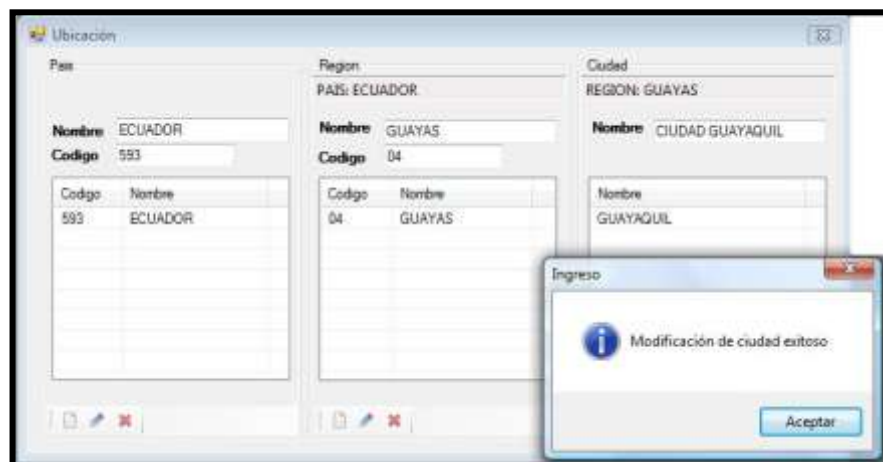 Ubicación
Pais
Nombre ECUADOR
Codigo 593
Codigo Nombre
593 ECUADOR
Region
PAIS: ECUADOR
Nombre GUAYAS
Codigo 04
Codigo Nombre
04 GUAYAS
Ciudad
REGION: GUAYAS
Nombre CIUDAD GUAYAQUIL
Nombre
GUAYAQUIL
Ingreso
Modificación de ciudad exitoso
Aceptar